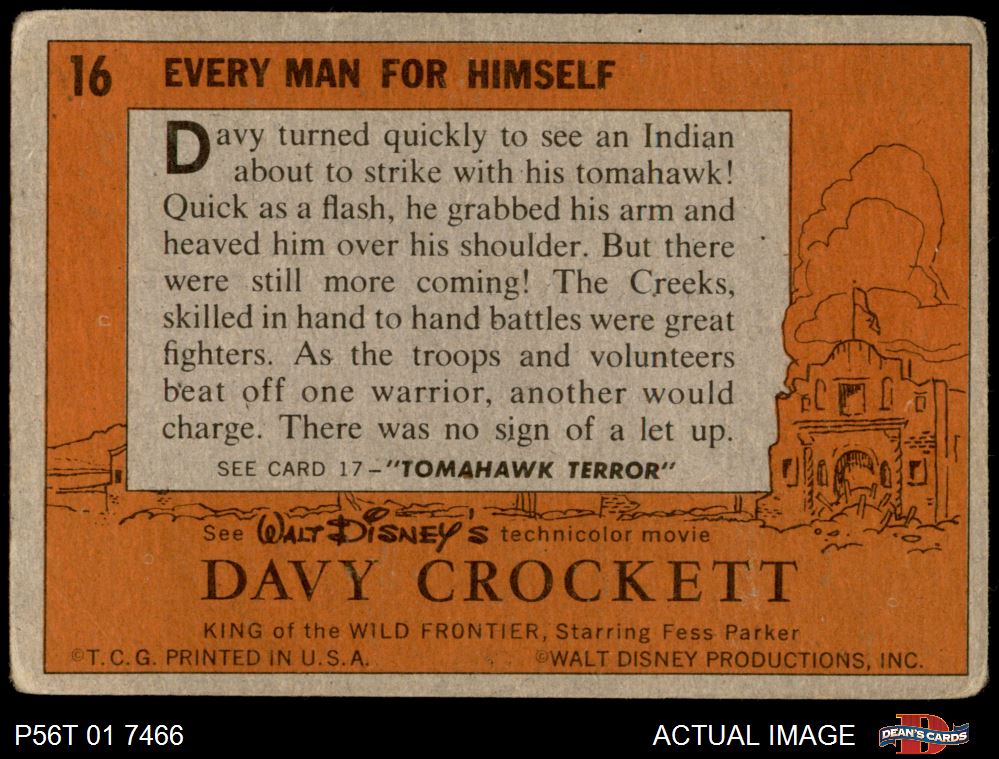 16 EVERY MAN FOR HIMSELF
Davy turned quickly to see an Indian
about to strike with his tomahawk!
Quick as a flash, he grabbed his arm and
heaved him over his shoulder. But there
were still more coming! The Creeks,
skilled in hand to hand battles were great
fighters. As the troops and volunteers
beat off one warrior, another would
charge. There was no sign of a let up.
SEE CARD 17-"TOMAHAWK TERROR"
See WALT DISNEY'S technicolor movie
DAVY CROCKETT
KING of the WILD FRONTIER, Starring Fess Parker
©T.C.G. PRINTED IN U.S.A. ©WALT DISNEY PRODUCTIONS, INC.
P56T 01 7466 ACTUAL IMAGE DEAN'S CARDS